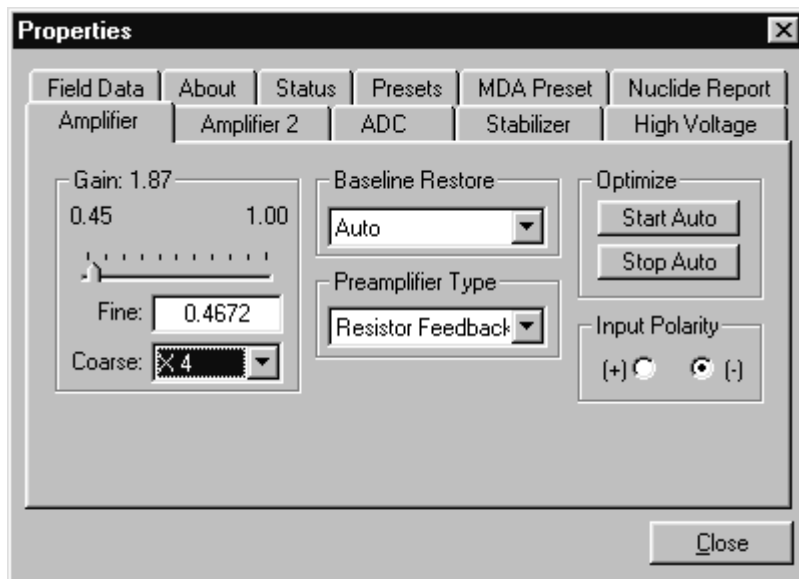 Properties
Field Data About Status Presets MDA Preset Nuclide Report
Amplifier Amplifier 2 ADC Stabilizer High Voltage
Gain: 1.87
0.45 1.00
Fine: 0.4672
Coarse: X 4
Baseline Restore
Auto
Preamplifier Type
Resistor Feedback
Optimize
Start Auto
Stop Auto
Input Polarity
(+) (-)
Close